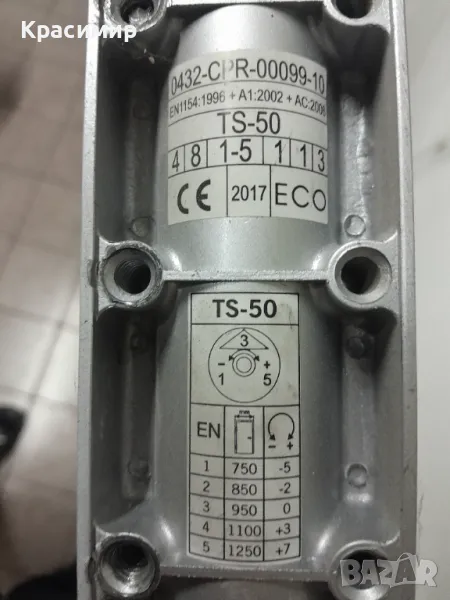 Красимир
0432-CPR-00099-10
EN1154:1996 + A1:2002 + AC:2006
TS-50
4 8 1-5 1 1 3
CE 2017 ECO
TS-50
3
- +
1 5
EN - +
1 750 -5
2 850 -2
3 950 0
4 1100 +3
5 1250 +7
BAZAR